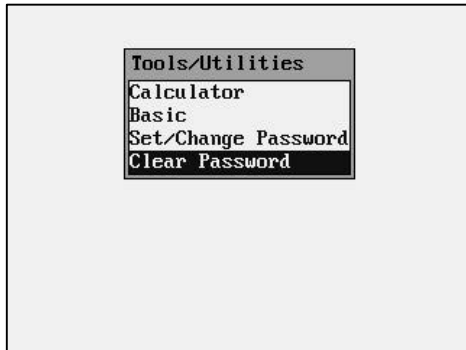 Tools/Utilities
Calculator
Basic
Set/Change Password
Clear Password